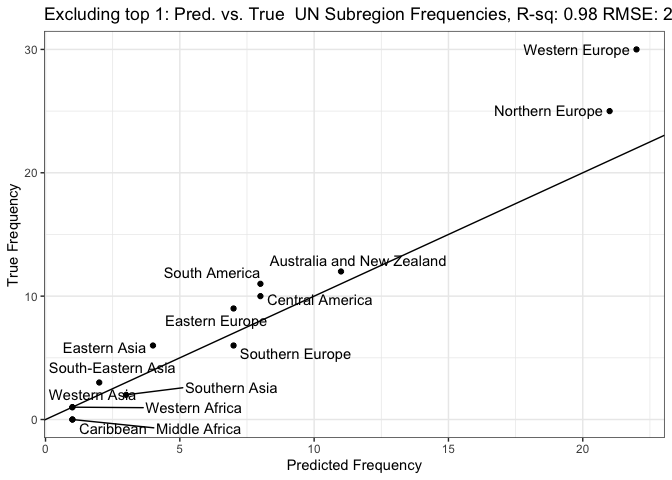 Excluding top 1: Pred. vs. True  UN Subregion Frequencies, R-sq: 0.98 RMSE: 2
30
20
10
0
True Frequency
Western Europe
Northern Europe
Australia and New Zealand
South America
Central America
Eastern Europe
Southern Europe
Eastern Asia
South-Eastern Asia
Southern Asia
Western Asia
Western Africa
Caribbean
Middle Africa
0
5
10
15
20
Predicted Frequency